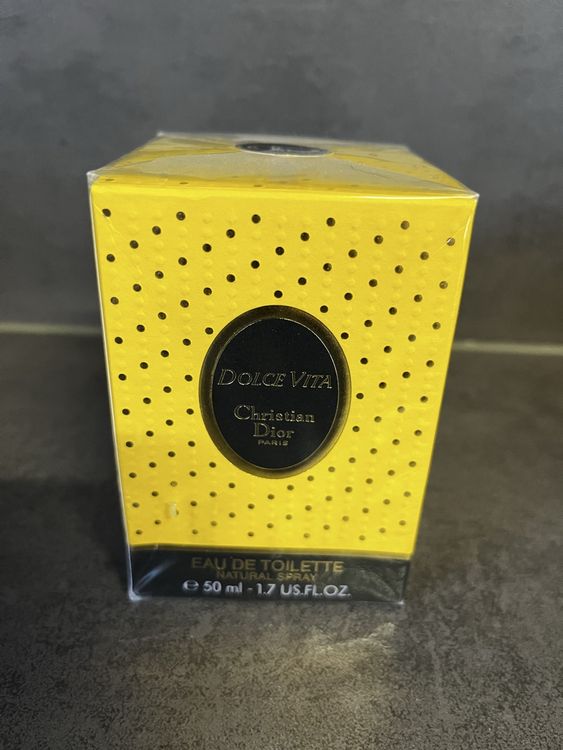 DOLCE VITA
Christian
Dior
PARIS
EAU DE TOILETTE
NATURAL SPRAY
℮ 50 ml - 1.7 US.FL.OZ.